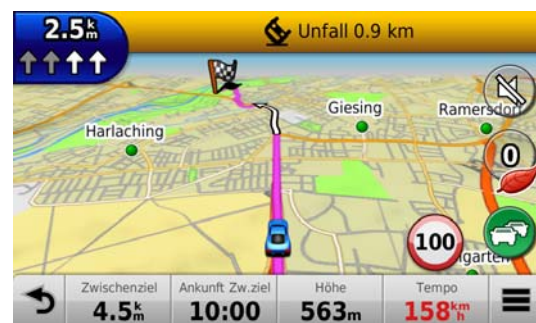 2.5 km
Unfall 0.9 km
Giesing
Ramersdorf
Harlaching
0
100
garten
Zwischenziel
Ankunft Zw.ziel
Höhe
Tempo
4.5 km
10:00
563m
158 km/h